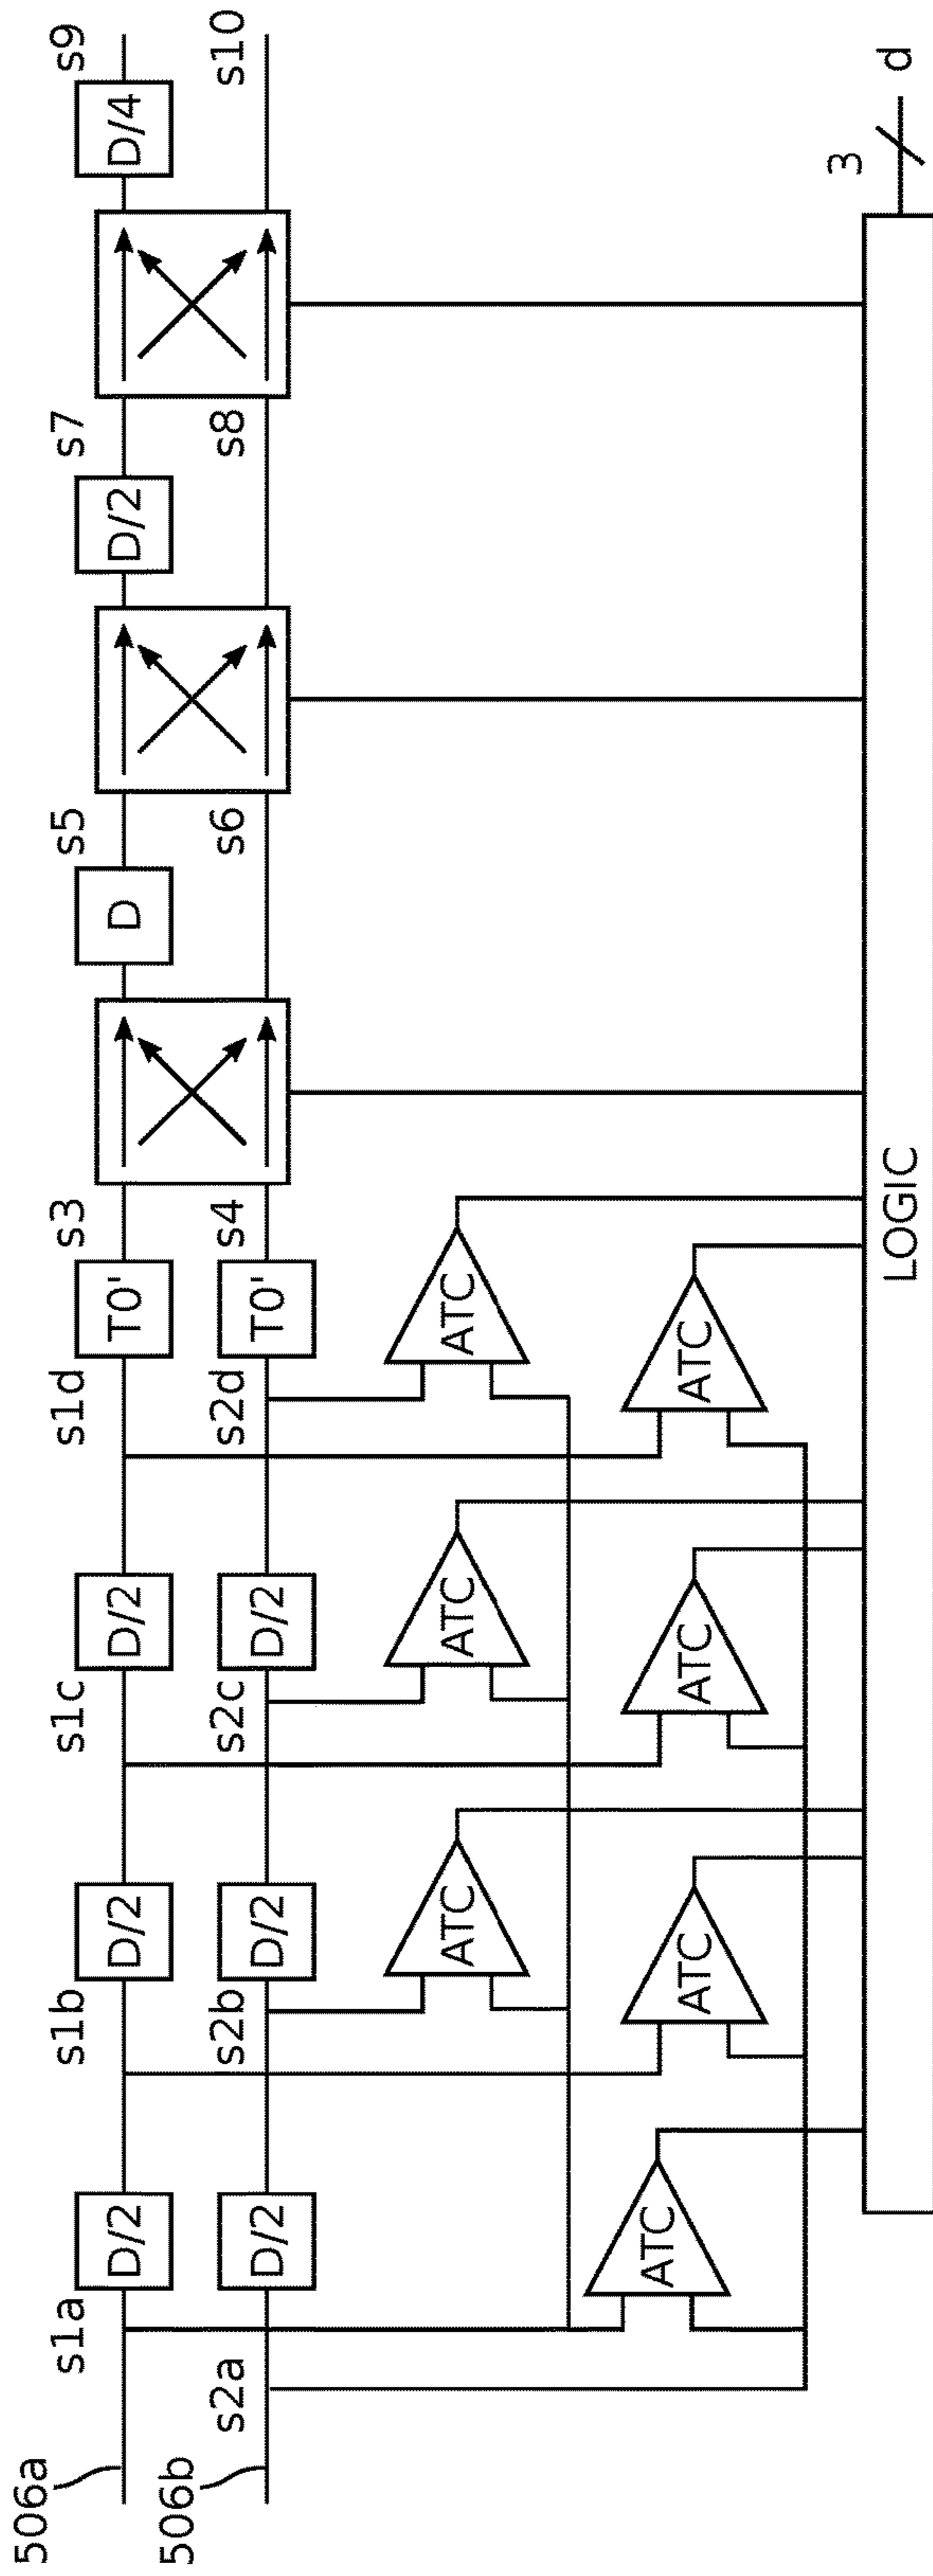 506a s1a D/2 s1b D/2 s1c D/2 s1d T0' s3 D s5 D/2 s7 D/4 s9
506b s2a D/2 s2b D/2 s2c D/2 s2d T0' s4 s6 s8 s10
ATC ATC ATC
ATC ATC ATC ATC
3
LOGIC d